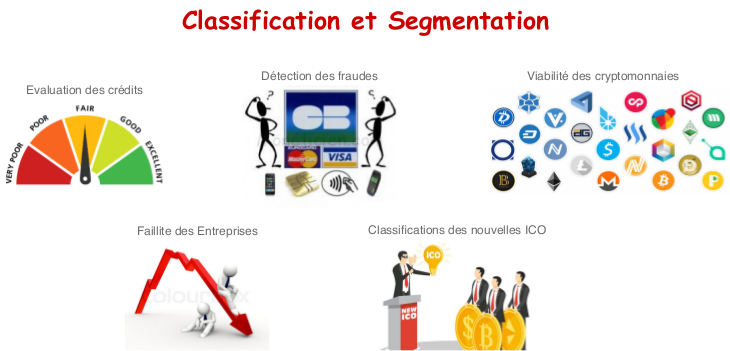 Classification et Segmentation
Evaluation des crédits
Détection des fraudes
Viabilité des cryptomonnaies
VERY POOR
POOR
FAIR
GOOD
EXCELLENT
CB
MasterCard
VISA
Faillite des Entreprises
Classifications des nouvelles ICO
ICO
NEW
ICO